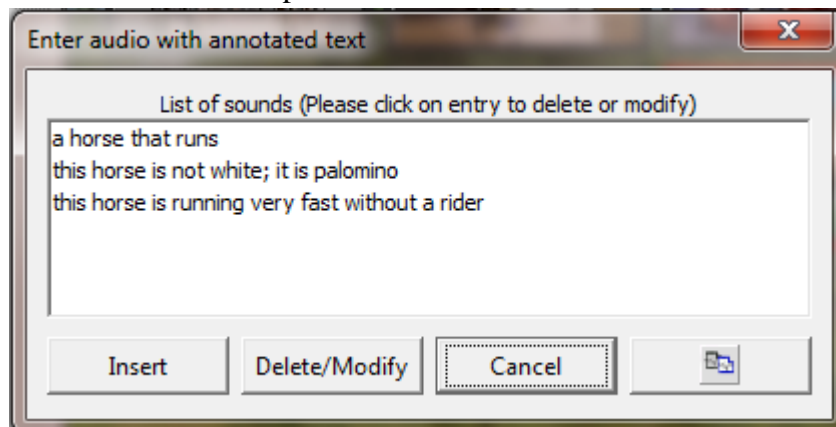 Enter audio with annotated text
List of sounds (Please click on entry to delete or modify)
a horse that runs
this horse is not white; it is palomino
this horse is running very fast without a rider
Insert Delete/Modify Cancel